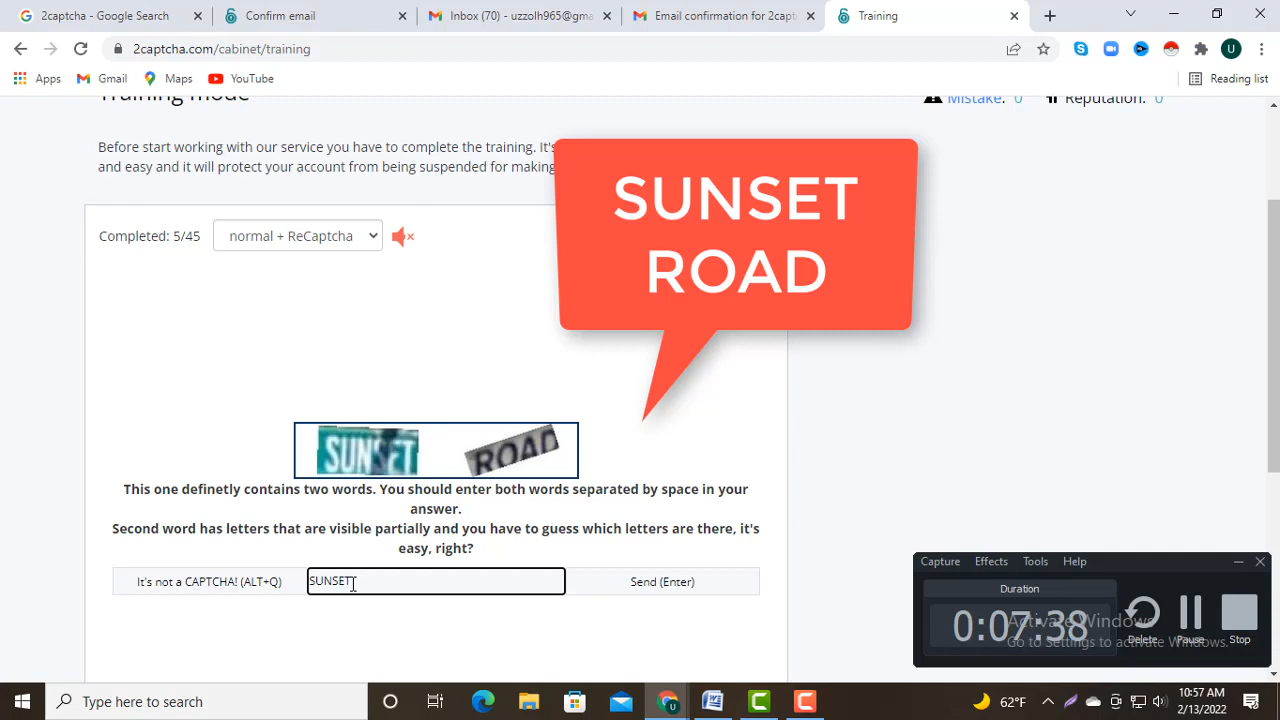 2captcha - Google Search
Confirm email
Inbox (70) - uzzolh965@gma
Email confirmation for 2capt
Training
2captcha.com/cabinet/training
U
Apps
Gmail
Maps
YouTube
Reading list
Training mode
Mistake: 0
Reputation: 0
Before start working with our service you have to complete the training. It's
and easy and it will protect your account from being suspended for making
SUNSET
ROAD
Completed: 5/45
normal + ReCaptcha
SUNSET ROAD
This one definetly contains two words. You should enter both words separated by space in your
answer.
Second word has letters that are visible partially and you have to guess which letters are there, it's
easy, right?
It's not a CAPTCHA! (ALT+Q)
SUNSET
Send (Enter)
Capture Effects Tools Help
Duration
0:07:38
Delete
Pause
Stop
Activate Windows
Go to Settings to activate Windows.
Type here to search
62°F
10:57 AM
2/13/2022